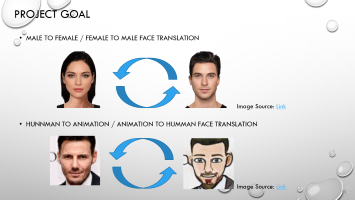 PROJECT GOAL
• MALE TO FEMALE / FEMALE TO MALE FACE TRANSLATION
Image Source: Link
• HUNNMAN TO ANIMATION / ANIMATION TO HUMMAN FACE TRANSLATION
Image Source: Link